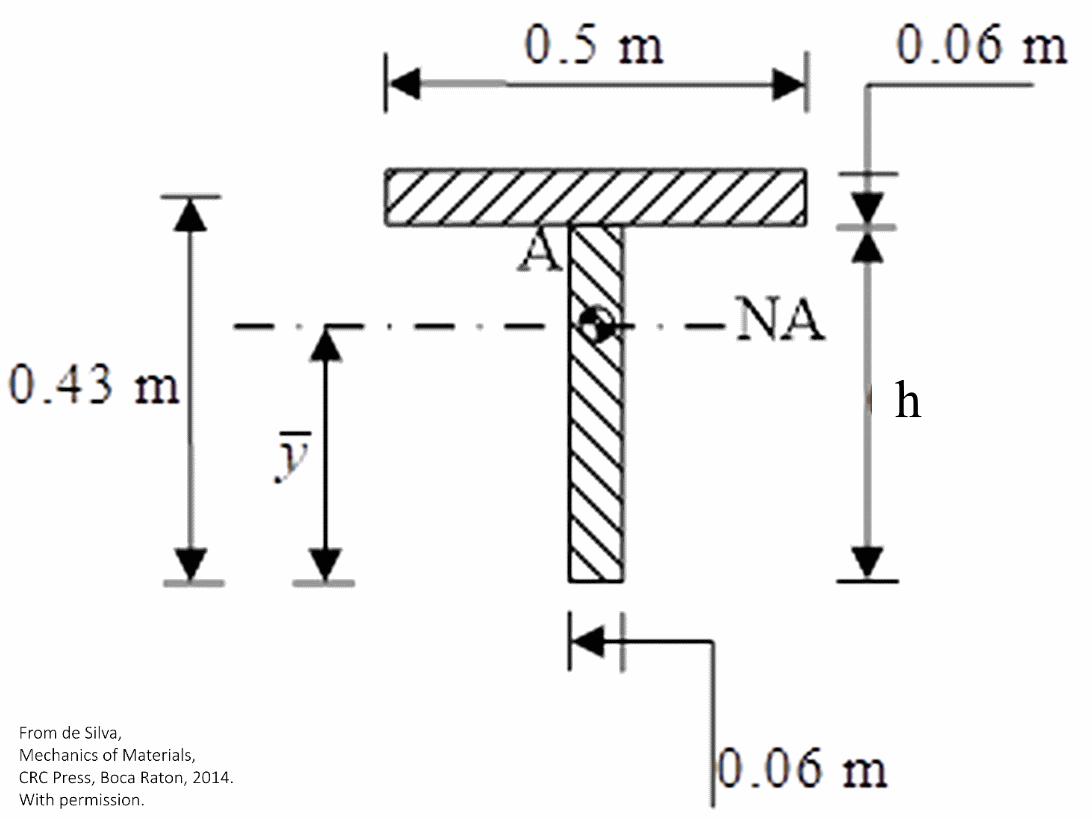 0.5 m
0.06 m
A
NA
0.43 m
h
y̅
0.06 m
From de Silva,
Mechanics of Materials,
CRC Press, Boca Raton, 2014.
With permission.